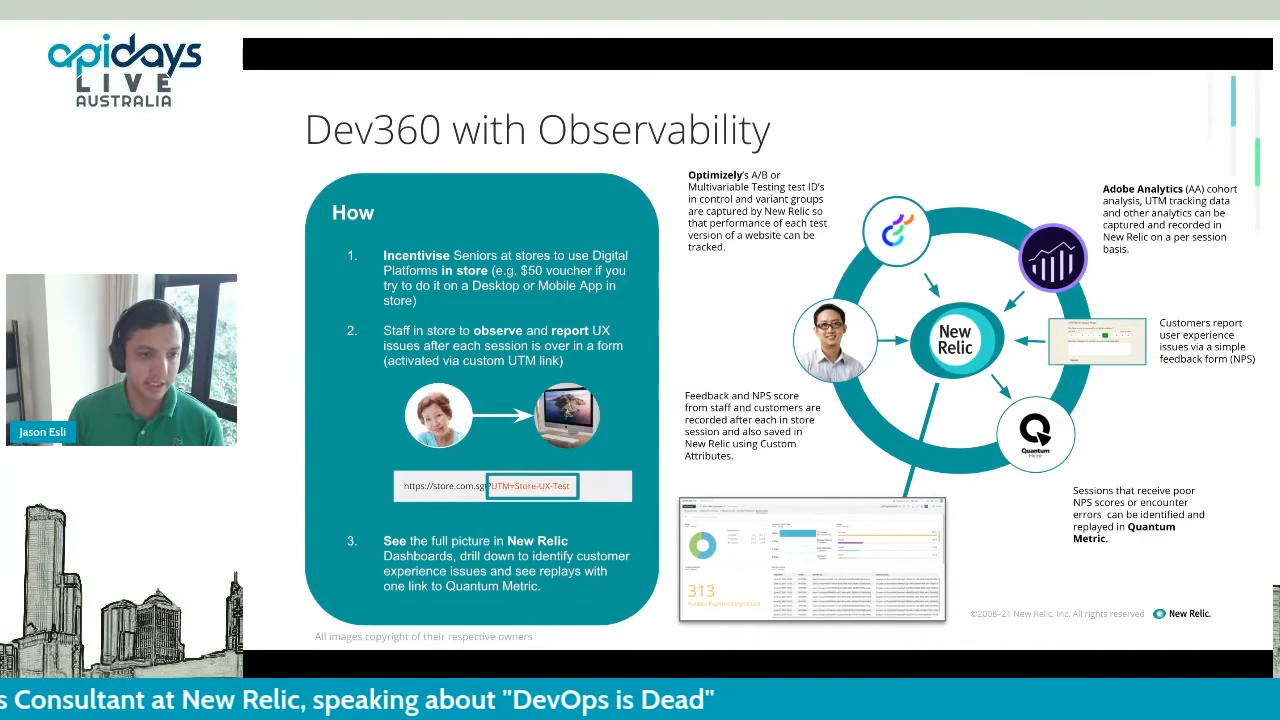 apidays
LIVE
AUSTRALIA
Dev360 with Observability
How
1. Incentivise Seniors at stores to use Digital
Platforms in store (e.g. $50 voucher if you
try to do it on a Desktop or Mobile App in
store)
2. Staff in store to observe and report UX
issues after each session is over in a form
(activated via custom UTM link)
https://store.com.sg?UTM=Store-UX-Test
3. See the full picture in New Relic
Dashboards, drill down to identify customer
experience issues and see replays with
one link to Quantum Metric.
All images copyright of their respective owners
Optimizely's A/B or
Multivariable Testing test ID's
in control and variant groups
are captured by New Relic so
that performance of each test
version of a website can be
tracked.
Adobe Analytics (AA) cohort
analysis, UTM tracking data
and other analytics can be
captured and recorded in
New Relic on a per session
basis.
New
Relic
Customers report
user experience
issues via a simple
feedback form (NPS)
Feedback and NPS score
from staff and customers are
recorded after each in store
session and also saved in
New Relic using Custom
Attributes.
Quantum
Metric
Sessions that receive poor
NPS scores or encounter
errors can be identified and
replayed in Quantum
Metric.
313
©2008–21 New Relic, Inc. All rights reserved
New Relic.
Jason Esli
s Consultant at New Relic, speaking about "DevOps is Dead"